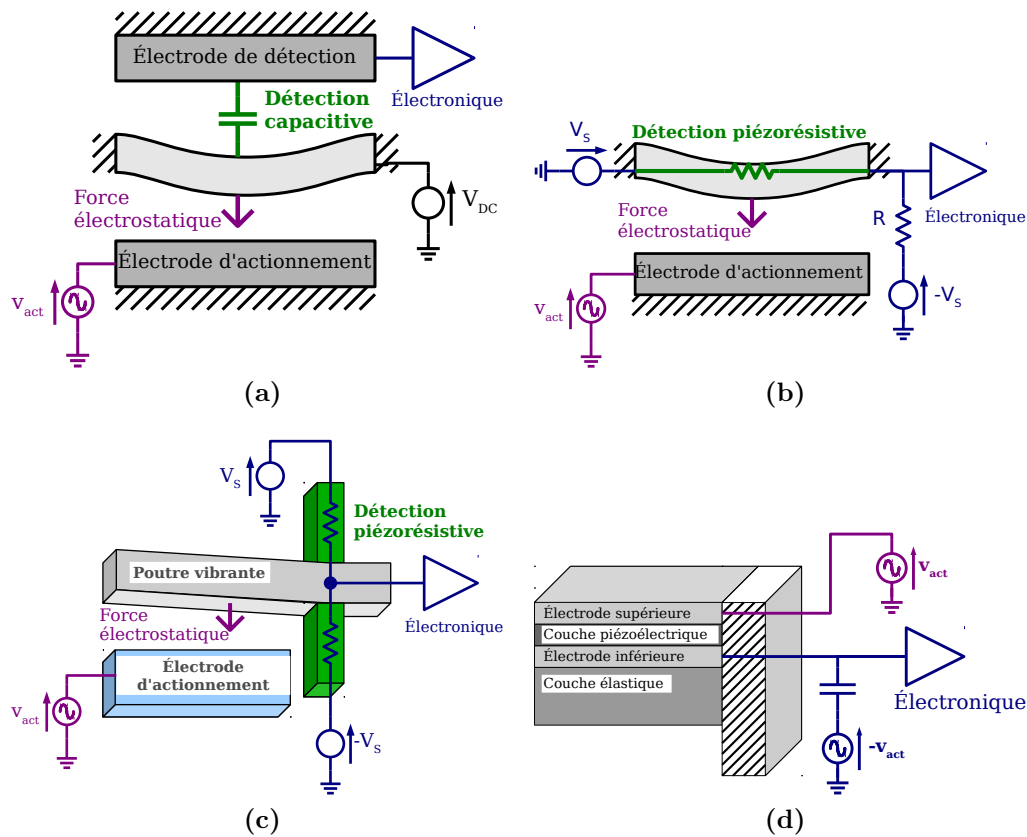 Électrode de détection
Électronique
Détection
capacitive
Force
électrostatique
V_DC
Électrode d'actionnement
v_act
(a)
V_S
Détection piézorésistive
Force
électrostatique
R
Électronique
Électrode d'actionnement
v_act
-V_S
(b)
V_S
Détection
piézorésistive
Poutre vibrante
Force
électrostatique
Électronique
Électrode
d'actionnement
v_act
-V_S
(c)
v_act
Électrode supérieure
Couche piézoélectrique
Électrode inférieure
Couche élastique
Électronique
-v_act
(d)